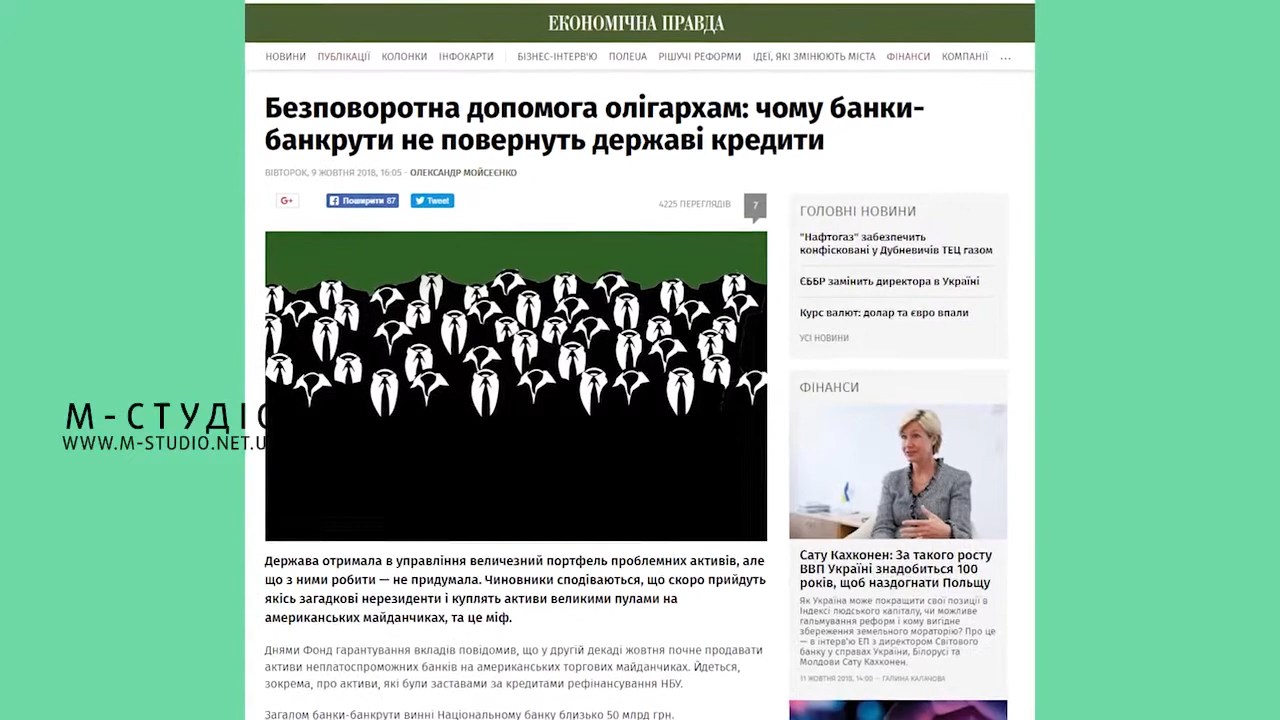 ЕКОНОМІЧНА ПРАВДА
НОВИНИ ПУБЛІКАЦІЇ КОЛОНКИ ІНФОКАРТИ БІЗНЕС-ІНТЕРВ'Ю ПОЛЕUА РІШУЧІ РЕФОРМИ ІДЕЇ, ЯКІ ЗМІНЮЮТЬ МІСТА ФІНАНСИ КОМПАНІЇ ...
Безповоротна допомога олігархам: чому банки-
банкрути не повернуть державі кредити
ВІВТОРОК, 9 ЖОВТНЯ 2018, 16:05 - ОЛЕКСАНДР МОЙСЕЄНКО
G+ Поширити 67 Tweet 4225 ПЕРЕГЛЯДІВ 7
Держава отримала в управління величезний портфель проблемних активів, але
що з ними робити — не придумала. Чиновники сподіваються, що скоро прийдуть
якісь загадкові нерезиденти і куплять активи великими пулами на
американських майданчиках, та це міф.
Днями Фонд гарантування вкладів повідомив, що у другій декаді жовтня почне продавати
активи неплатоспроможних банків на американських торгових майданчиках. Йдеться,
зокрема, про активи, які були заставами за кредитами рефінансування НБУ.
Загалом банки-банкрути винні Національному банку близько 50 млрд грн.
ГОЛОВНІ НОВИНИ
"Нафтогаз" забезпечить
конфісковані у Дубневичів ТЕЦ газом
ЄББР замінить директора в Україні
Курс валют: долар та євро впали
УСІ НОВИНИ
ФІНАНСИ
Сату Кахконен: За такого росту
ВВП Україні знадобиться 100
років, щоб наздогнати Польщу
Як Україна може покращити свої позиції в
Індексі людського капіталу, чи можливе
гальмування реформ і кому вигідне
збереження земельного мораторію? Про це
— в інтерв'ю ЕП з директором Світового
банку у справах України, Білорусі та
Молдови Сату Кахконен.
11 ЖОВТНЯ 2018, 14:00 - ГАЛИНА КАЛАЧОВА
М-СТУДІО
WWW.M-STUDIO.NET.U